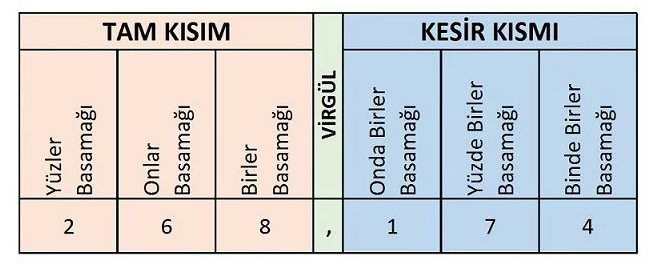 TAM KISIM
VİRGÜL
KESİR KISMI
Yüzler
Basamağı
Onlar
Basamağı
Birler
Basamağı
Onda Birler
Basamağı
Yüzde Birler
Basamağı
Binde Birler
Basamağı
2 6 8 , 1 7 4